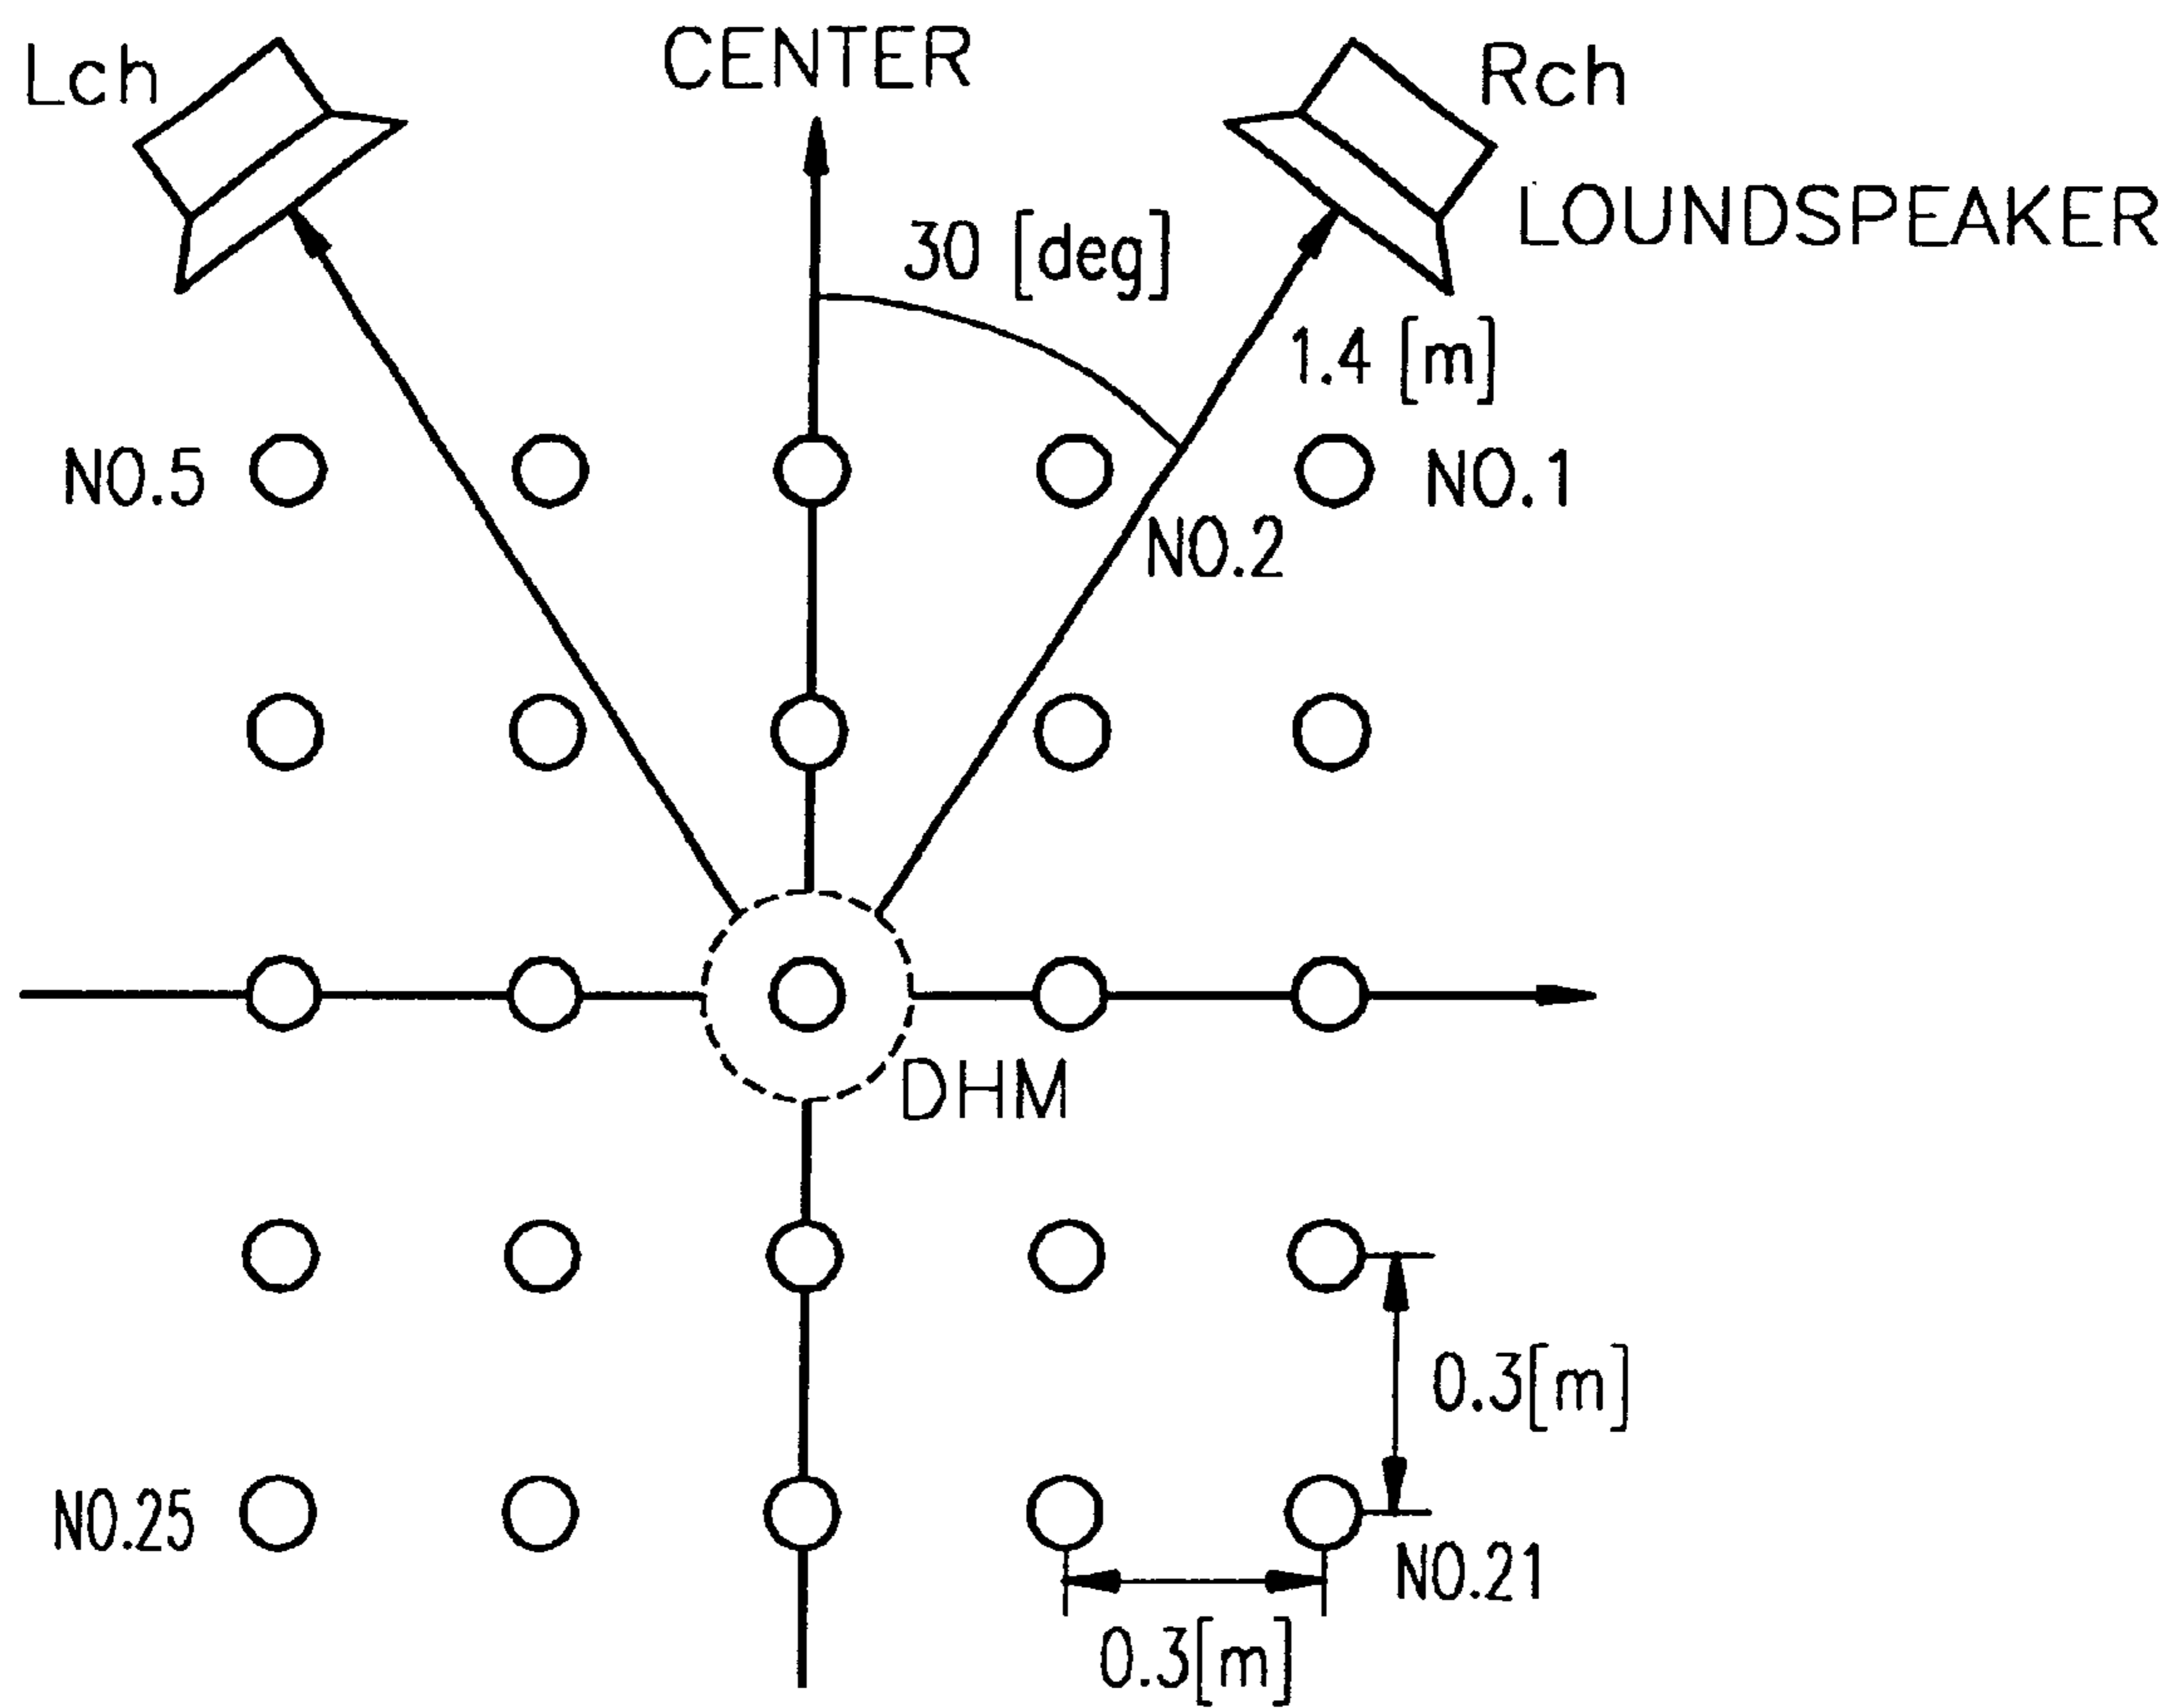 Lch
CENTER
Rch
LOUNDSPEAKER
30 [deg]
1.4 [m]
NO.5
NO.1
NO.2
DHM
0.3[m]
NO.25
NO.21
0.3[m]